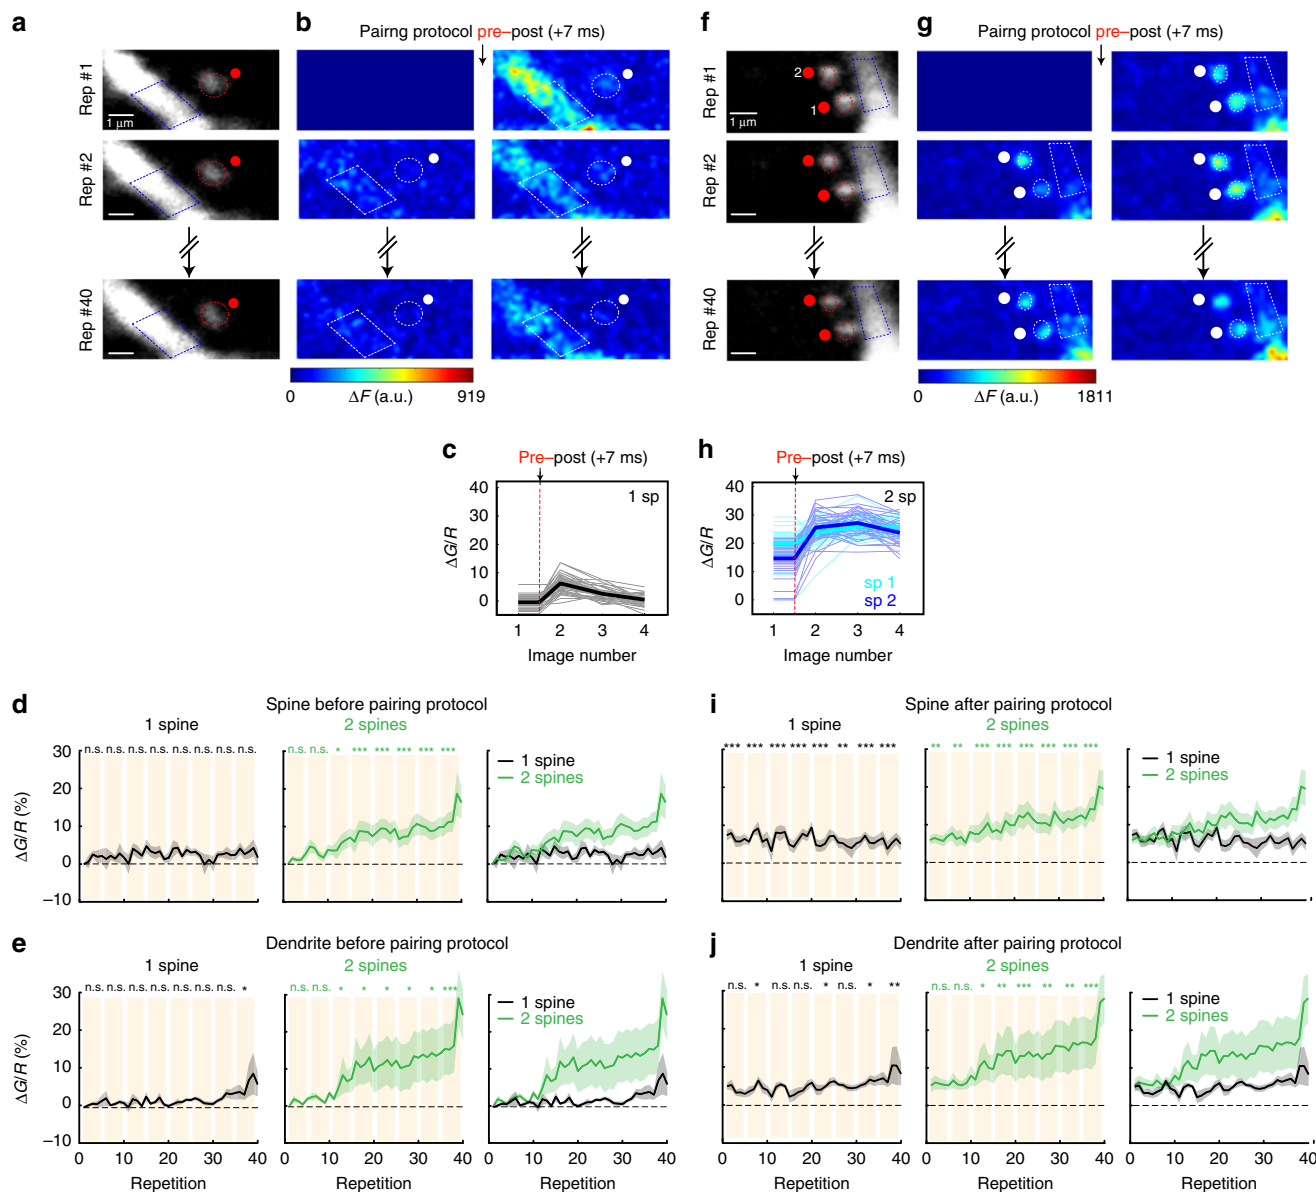 a
b
Pairng protocol pre–post (+7 ms)
Rep #1
1 μm
Rep #2
Rep #40
0
ΔF (a.u.)
919
f
g
Pairng protocol pre–post (+7 ms)
Rep #1
2
1
1 μm
Rep #2
Rep #40
0
ΔF (a.u.)
1811
c
Pre–post (+7 ms)
1 sp
ΔG/R
40
30
20
10
0
1 2 3 4
Image number
h
Pre–post (+7 ms)
2 sp
ΔG/R
40
30
20
10
0
sp 1
sp 2
1 2 3 4
Image number
d
Spine before pairing protocol
1 spine
2 spines
n.s. n.s. n.s. n.s. n.s. n.s. n.s. n.s.
n.s. n.s. * *** *** *** *** ***
1 spine
2 spines
ΔG/R (%)
30
20
10
0
–10
e
Dendrite before pairing protocol
1 spine
2 spines
n.s. n.s. n.s. n.s. n.s. n.s. n.s. *
n.s. n.s. * * * * * ***
1 spine
2 spines
ΔG/R (%)
30
20
10
0
–10
0 10 20 30 40
0 10 20 30 40
0 10 20 30 40
Repetition
Repetition
Repetition
i
Spine after pairing protocol
1 spine
2 spines
*** *** *** *** *** ** *** ***
** ** *** *** *** *** *** ***
1 spine
2 spines
j
Dendrite after pairing protocol
1 spine
2 spines
n.s. * n.s. n.s. * n.s. * **
n.s. n.s. * ** *** ** ** ***
1 spine
2 spines
0 10 20 30 40
0 10 20 30 40
0 10 20 30 40
Repetition
Repetition
Repetition